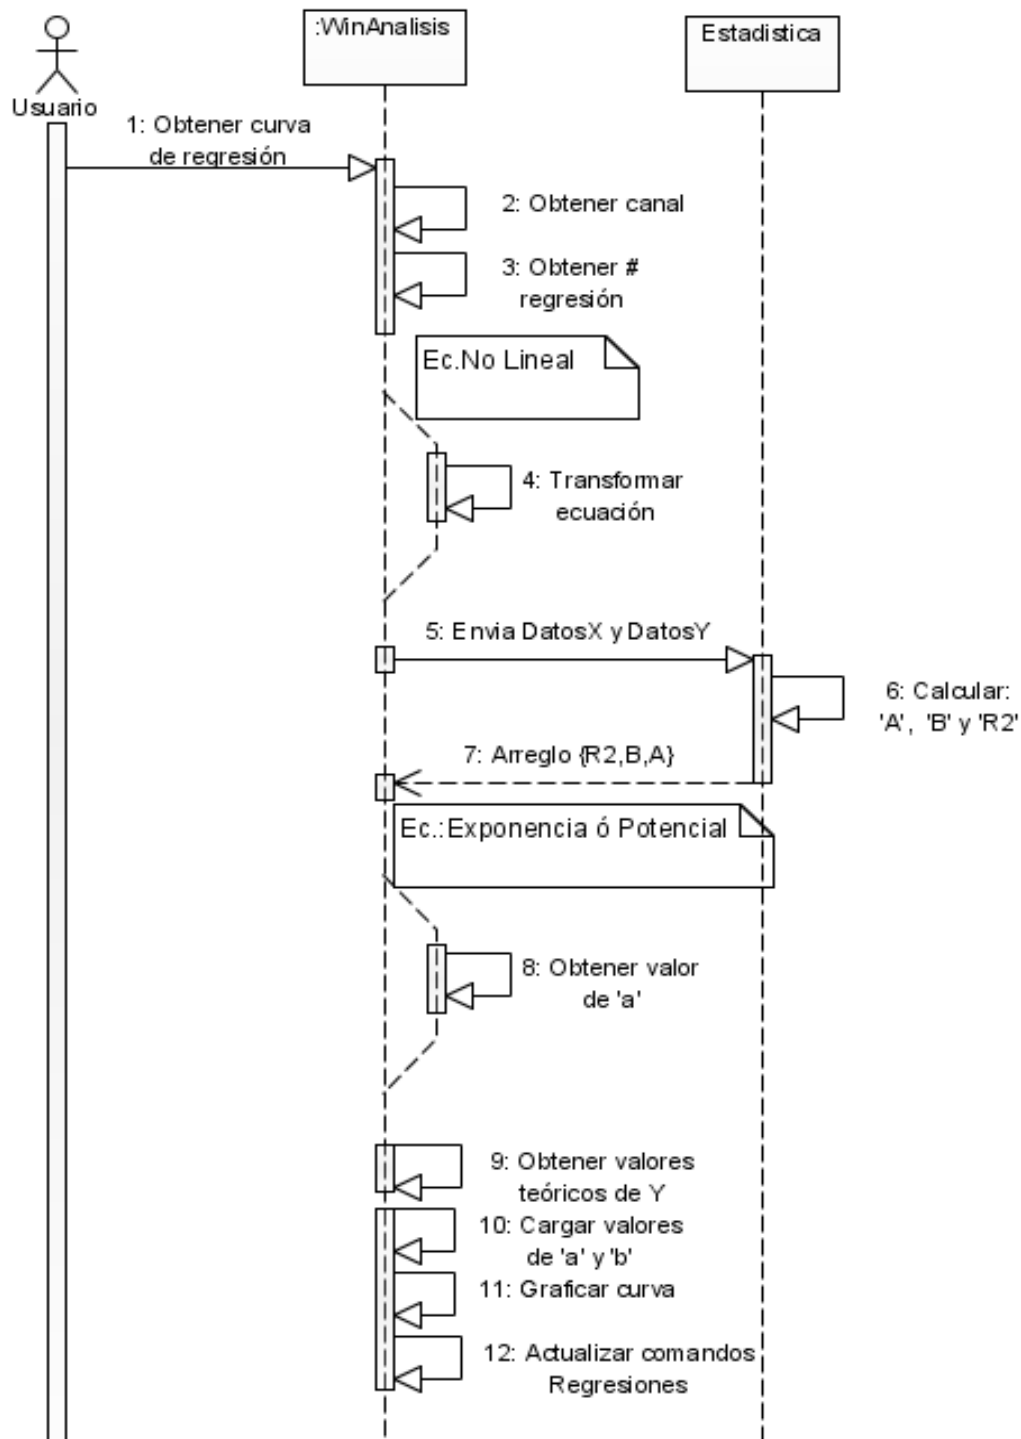 :WinAnalisis
Estadistica
Usuario
1: Obtener curva
de regresión
2: Obtener canal
3: Obtener #
regresión
Ec.No Lineal
4: Transformar
ecuación
5: Envia DatosX y DatosY
6: Calcular:
'A', 'B' y 'R2'
7: Arreglo {R2,B,A}
Ec.:Exponencia ó Potencial
8: Obtener valor
de 'a'
9: Obtener valores
teóricos de Y
10: Cargar valores
de 'a' y 'b'
11: Graficar curva
12: Actualizar comandos
Regresiones